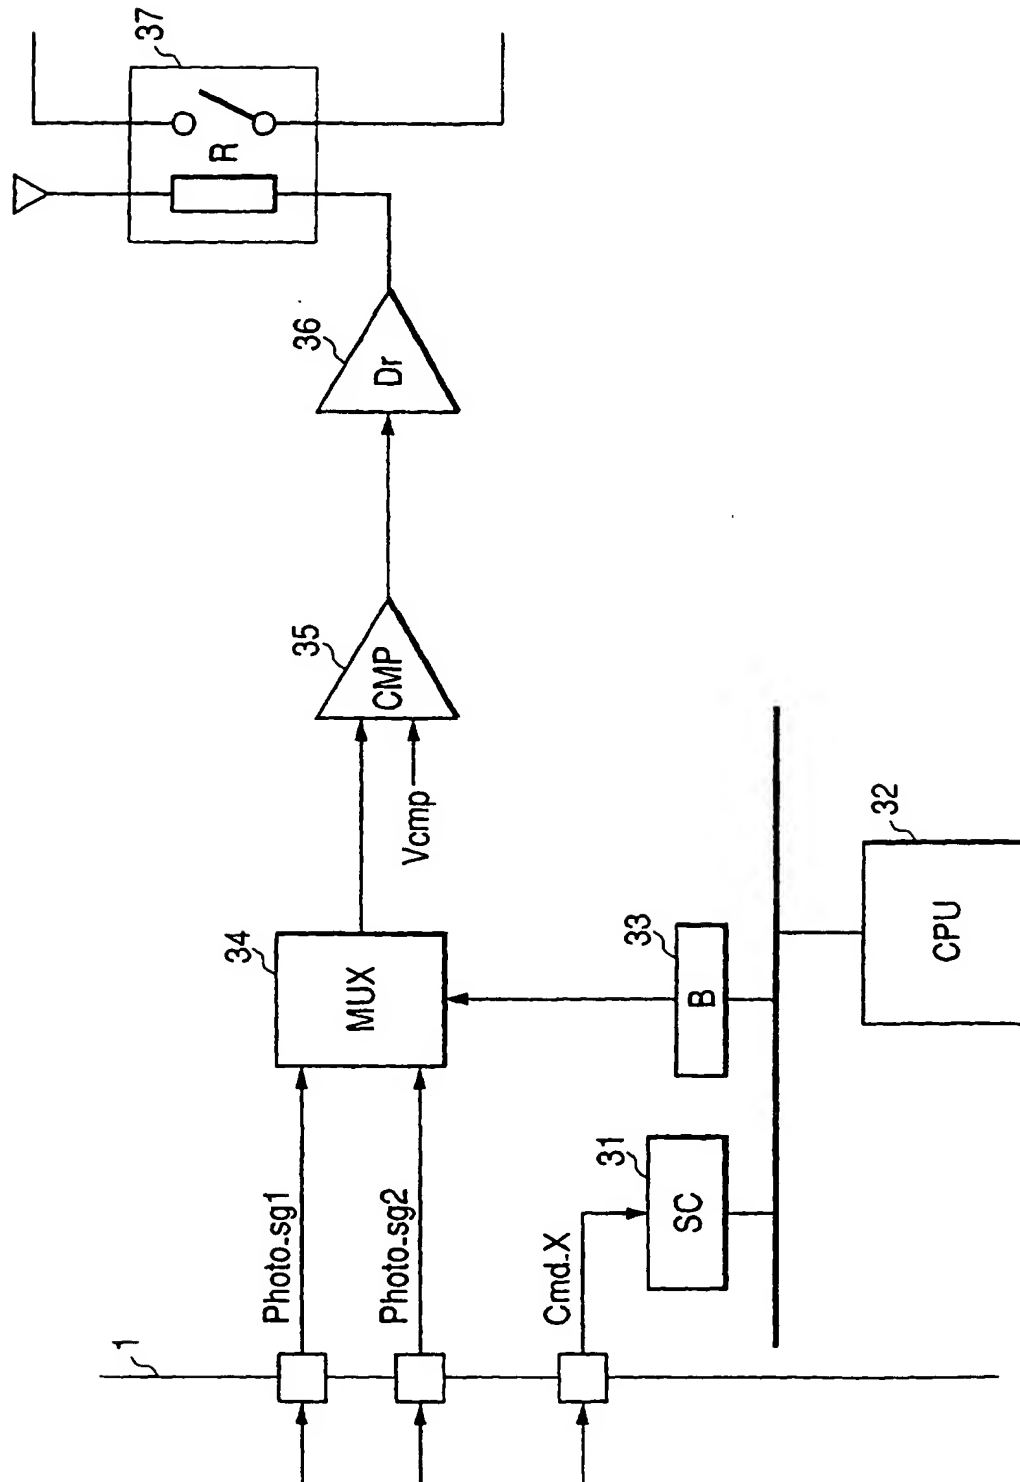 1
Photo-sg1
Photo-sg2
Cmd-X
34
MUX
31
SC
33
B
32
CPU
Vcmp
35
CMP
36
Dr
37
R